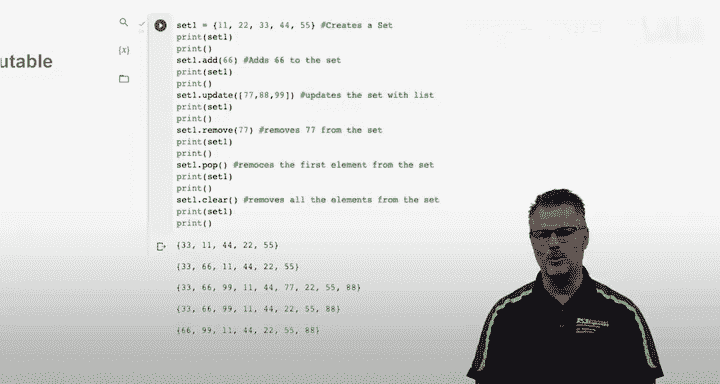 utable
{x}
set1 = {11, 22, 33, 44, 55} #Creates a Set
print(set1)
print()
set1.add(66) #Adds 66 to the set
print(set1)
print()
set1.update([77,88,99]) #updates the set with list
print(set1)
print()
set1.remove(77) #removes 77 from the set
print(set1)
print()
set1.pop() #remoces the first element from the set
print(set1)
print()
set1.clear() #removes all the elements from the set
print(set1)
print()
{33, 11, 44, 22, 55}
{33, 66, 11, 44, 22, 55}
{33, 66, 99, 11, 44, 77, 22, 55, 88}
{33, 66, 99, 11, 44, 22, 55, 88}
{66, 99, 11, 44, 22, 55, 88}